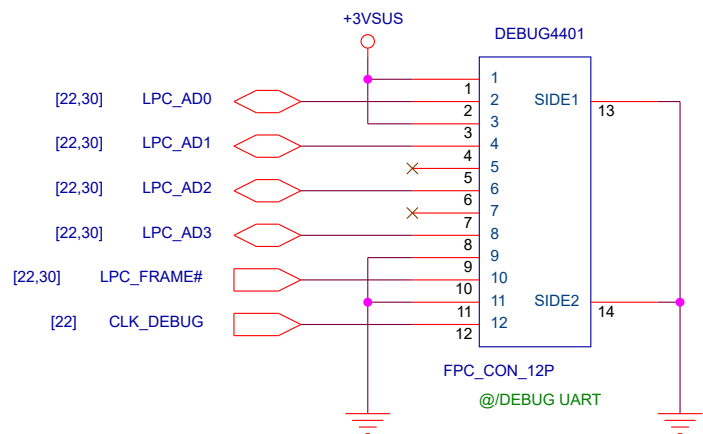 +3VSUS
DEBUG4401
1
1
[22,30] LPC_AD0 2 SIDE1
2 13
3
3
[22,30] LPC_AD1 4
4
5
5
[22,30] LPC_AD2 6
6
7
7
[22,30] LPC_AD3 8
8
9
9
[22,30] LPC_FRAME# 10
10
11 SIDE2
11 14
[22] CLK_DEBUG 12
12
FPC_CON_12P
@/DEBUG UART